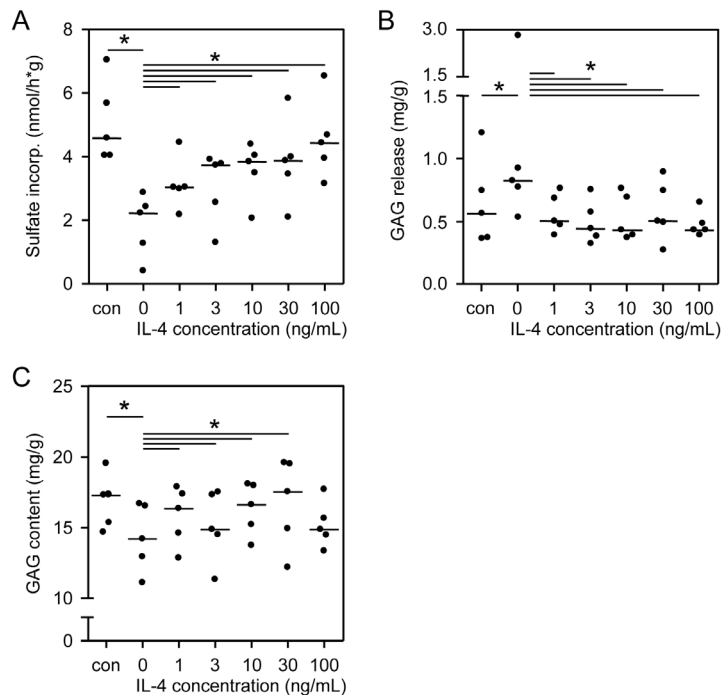 A
Sulfate incorp. (nmol/h*g)
8
6
4
2
0
*
*
con 0 1 3 10 30 100
IL-4 concentration (ng/mL)
B
GAG release (mg/g)
3.0
1.5
1.5
1.0
0.5
0.0
*
*
con 0 1 3 10 30 100
IL-4 concentration (ng/mL)
C
GAG content (mg/g)
25
20
15
10
0
*
*
con 0 1 3 10 30 100
IL-4 concentration (ng/mL)